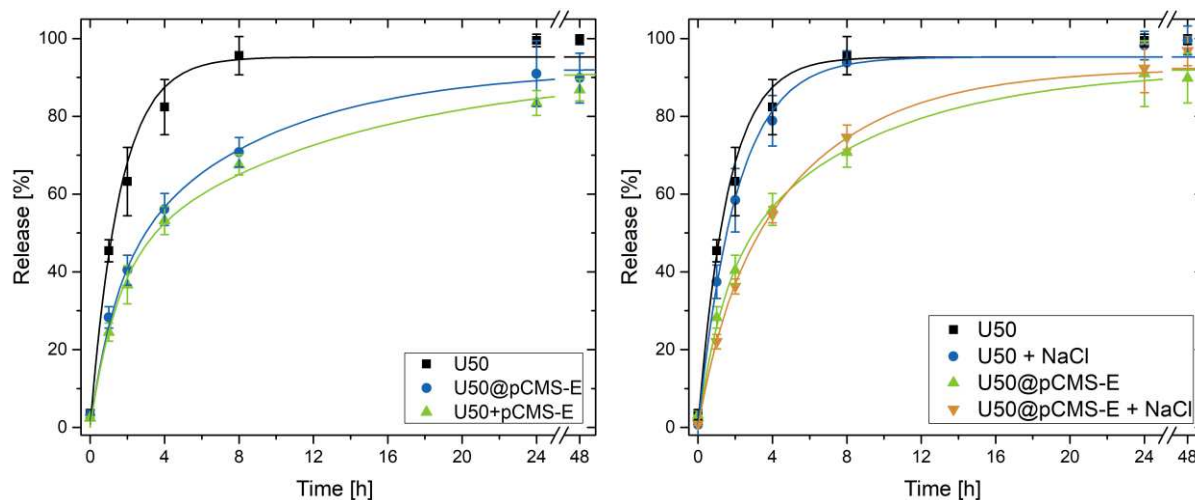 100
80
60
40
20
0
Release [%]
U50
U50@pCMS-E
U50+pCMS-E
0 4 8 12 16 20 24 48
Time [h]
100
80
60
40
20
0
Release [%]
U50
U50 + NaCl
U50@pCMS-E
U50@pCMS-E + NaCl
0 4 8 12 16 20 24 48
Time [h]